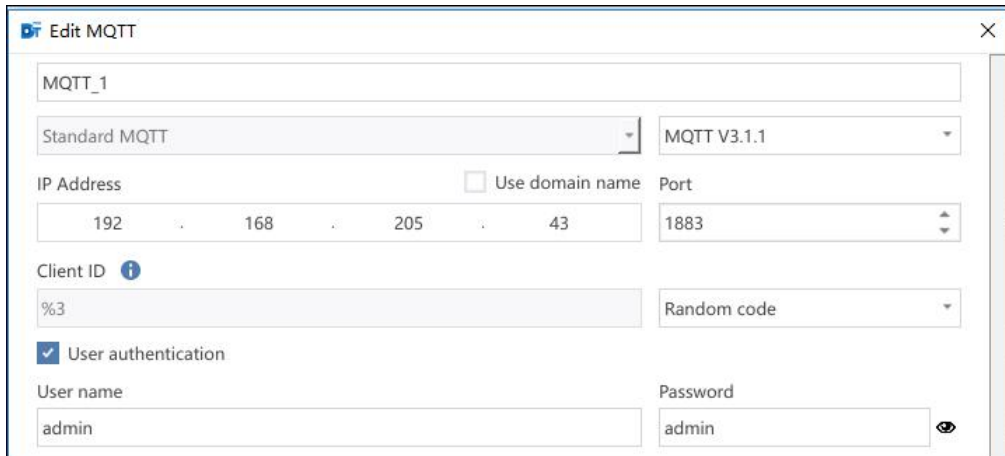 DT Edit MQTT
MQTT_1
Standard MQTT MQTT V3.1.1
IP Address Use domain name Port
192 . 168 . 205 . 43 1883
Client ID i
%3 Random code
User authentication
User name Password
admin admin